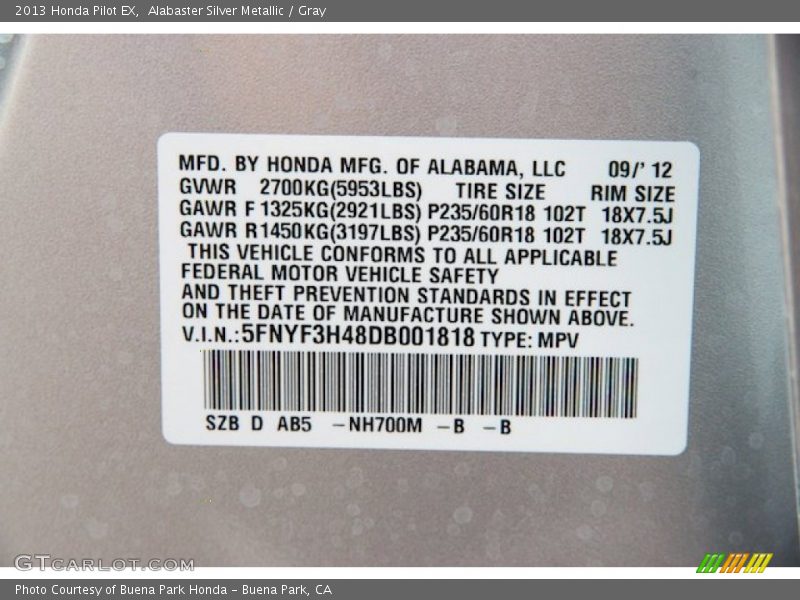 2013 Honda Pilot EX, Alabaster Silver Metallic / Gray
MFD. BY HONDA MFG. OF ALABAMA, LLC 09/' 12
GVWR 2700KG(5953LBS) TIRE SIZE RIM SIZE
GAWR F 1325KG(2921LBS) P235/60R18 102T 18X7.5J
GAWR R1450KG(3197LBS) P235/60R18 102T 18X7.5J
THIS VEHICLE CONFORMS TO ALL APPLICABLE
FEDERAL MOTOR VEHICLE SAFETY
AND THEFT PREVENTION STANDARDS IN EFFECT
ON THE DATE OF MANUFACTURE SHOWN ABOVE.
V.I.N.:5FNYF3H48DB001818 TYPE: MPV
SZB D AB5 -NH700M -B -B
GTCARLOT.COM
Photo Courtesy of Buena Park Honda - Buena Park, CA